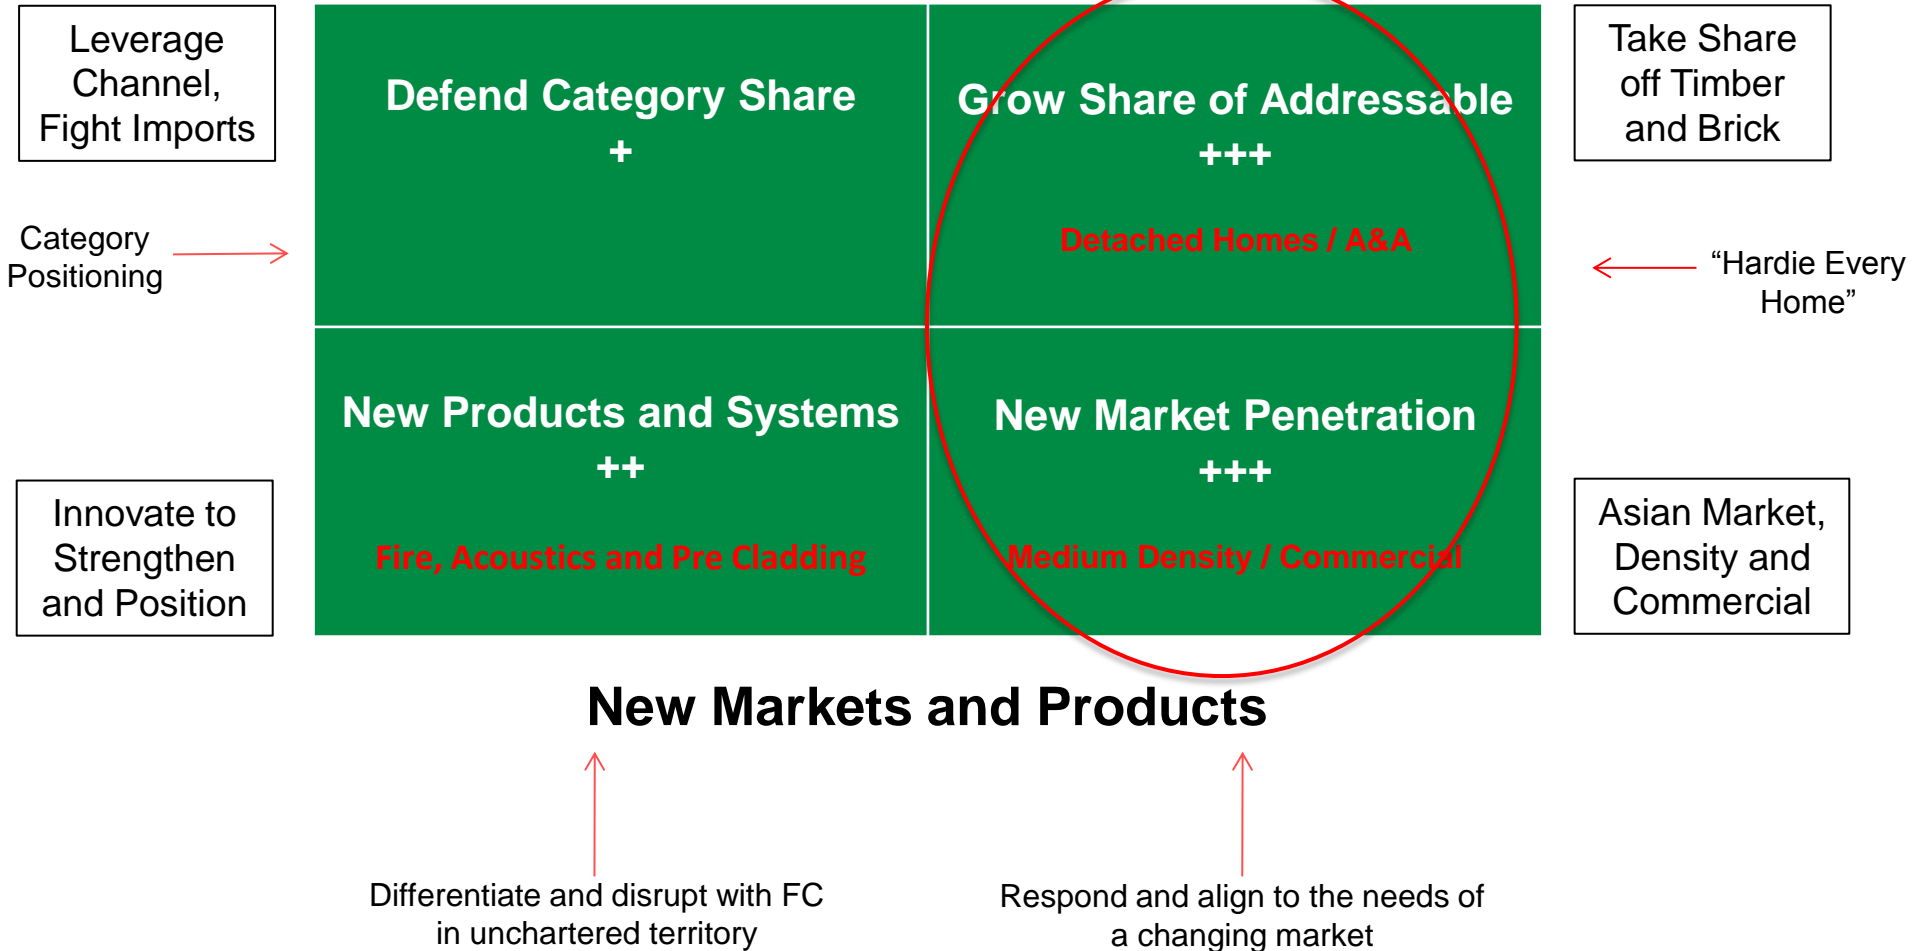 Leverage
Channel,
Fight Imports
Defend Category Share
+
Grow Share of Addressable
+++
Detached Homes / A&A
Take Share
off Timber
and Brick
Category
Positioning
“Hardie Every
Home”
New Products and Systems
++
Fire, Acoustics and Pre Cladding
New Market Penetration
+++
Medium Density / Commercial
Innovate to
Strengthen
and Position
Asian Market,
Density and
Commercial
New Markets and Products
Differentiate and disrupt with FC
in unchartered territory
Respond and align to the needs of
a changing market